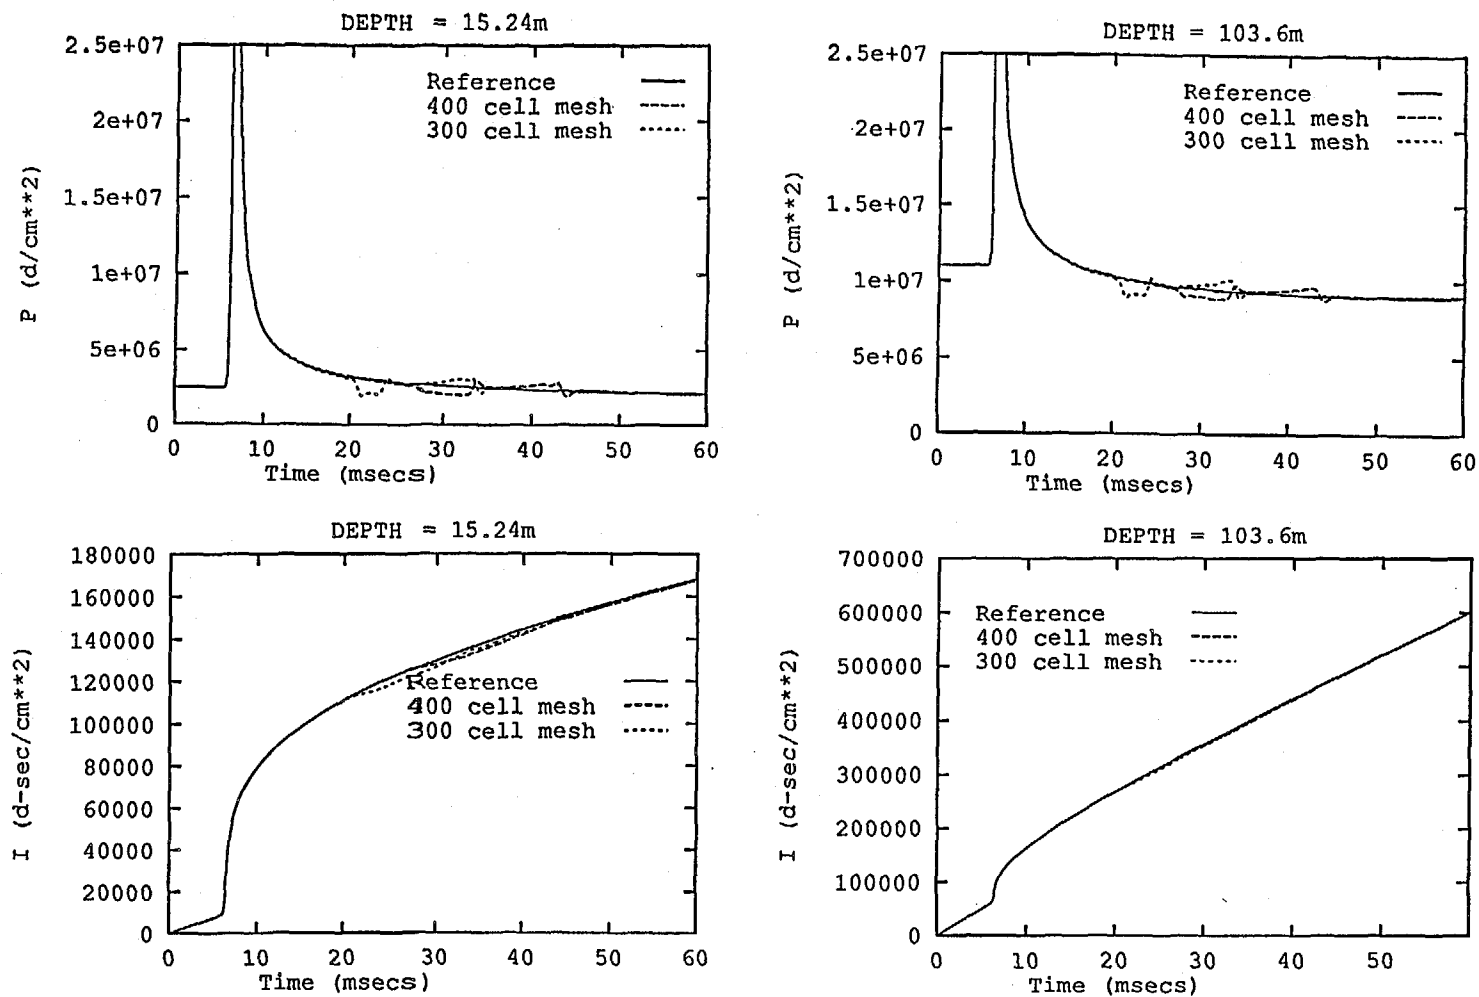 DEPTH = 15.24m
2.5e+07
2e+07
1.5e+07
1e+07
5e+06
0
P (d/cm**2)
Reference
400 cell mesh
300 cell mesh
0 10 20 30 40 50 60
Time (msecs)
DEPTH = 103.6m
2.5e+07
2e+07
1.5e+07
1e+07
5e+06
0
P (d/cm**2)
Reference
400 cell mesh
300 cell mesh
0 10 20 30 40 50 60
Time (msecs)
DEPTH = 15.24m
180000
160000
140000
120000
100000
80000
60000
40000
20000
0
I (d-sec/cm**2)
Reference
400 cell mesh
300 cell mesh
0 10 20 30 40 50 60
Time (msecs)
DEPTH = 103.6m
700000
600000
500000
400000
300000
200000
100000
0
I (d-sec/cm**2)
Reference
400 cell mesh
300 cell mesh
0 10 20 30 40 50
Time (msecs)